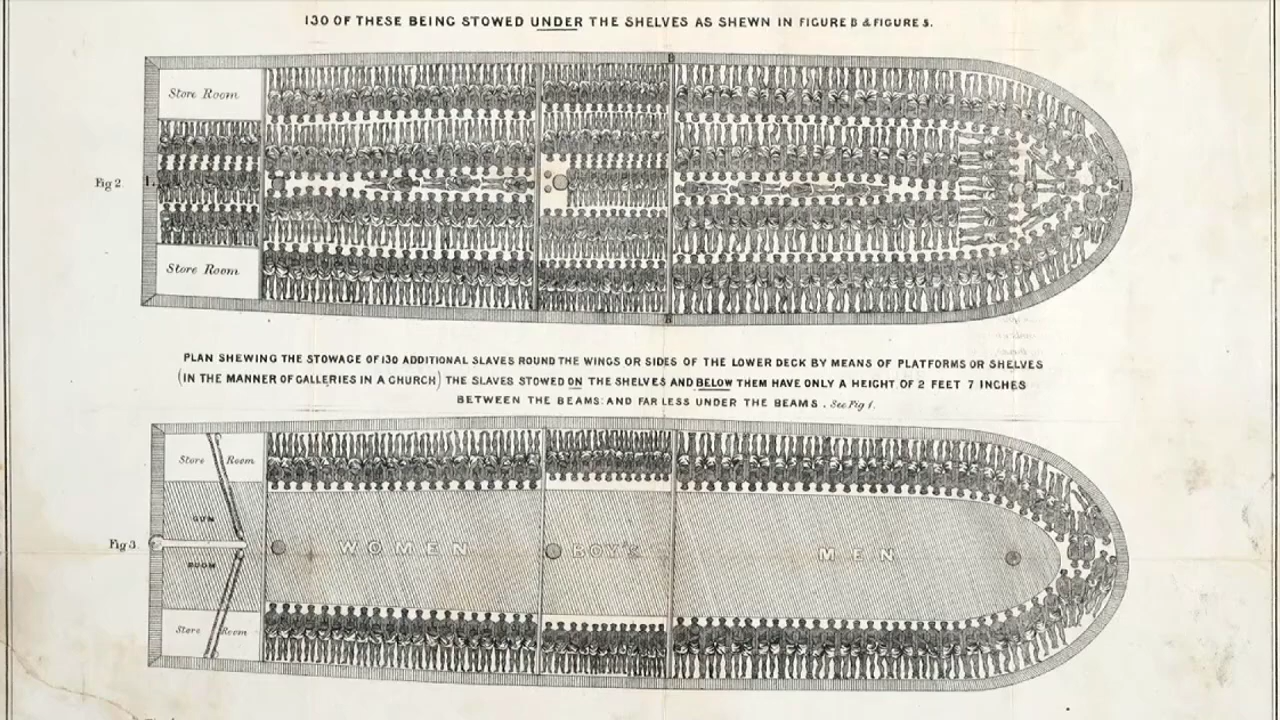 130 OF THESE BEING STOWED UNDER THE SHELVES AS SHEWN IN FIGURE B & FIGURE 5.
Store Room
Fig 2
1.
Store Room
PLAN SHEWING THE STOWAGE OF 130 ADDITIONAL SLAVES ROUND THE WINGS OR SIDES OF THE LOWER DECK BY MEANS OF PLATFORMS OR SHELVES
(IN THE MANNER OF GALLERIES IN A CHURCH) THE SLAVES STOWED ON THE SHELVES AND BELOW THEM HAVE ONLY A HEIGHT OF 2 FEET 7 INCHES
BETWEEN THE BEAMS: AND FAR LESS UNDER THE BEAMS. See Fig 1.
Store Room
GUN
Fig 3
WOMEN BOY'S MEN
ROOM
Store Room